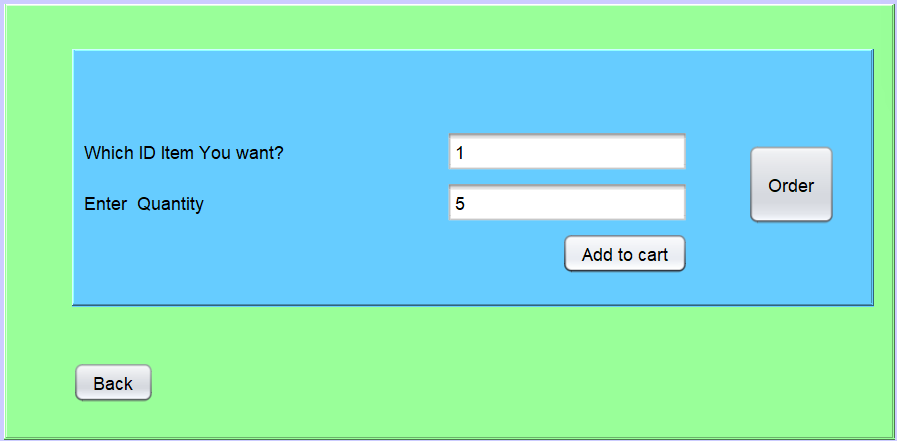 Which ID Item You want?
1
Enter  Quantity
5
Order
Add to cart
Back